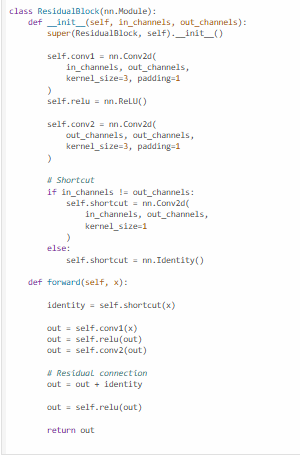 class ResidualBlock(nn.Module):
    def __init__(self, in_channels, out_channels):
        super(ResidualBlock, self).__init__()

        self.conv1 = nn.Conv2d(
            in_channels, out_channels,
            kernel_size=3, padding=1
        )
        self.relu = nn.ReLU()

        self.conv2 = nn.Conv2d(
            out_channels, out_channels,
            kernel_size=3, padding=1
        )

        # Shortcut
        if in_channels != out_channels:
            self.shortcut = nn.Conv2d(
                in_channels, out_channels,
                kernel_size=1
            )
        else:
            self.shortcut = nn.Identity()

    def forward(self, x):

        identity = self.shortcut(x)

        out = self.conv1(x)
        out = self.relu(out)
        out = self.conv2(out)

        # Residual connection
        out = out + identity

        out = self.relu(out)

        return out